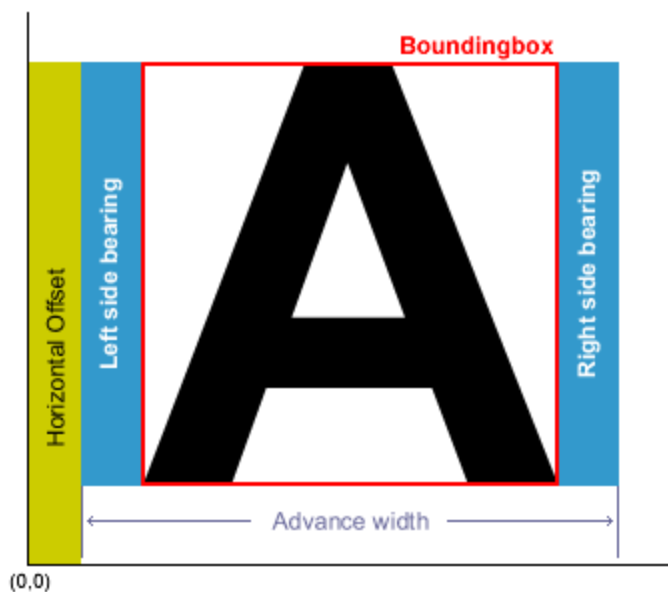 Boundingbox
Horizontal Offset
Left side bearing
A
Right side bearing
Advance width
(0,0)